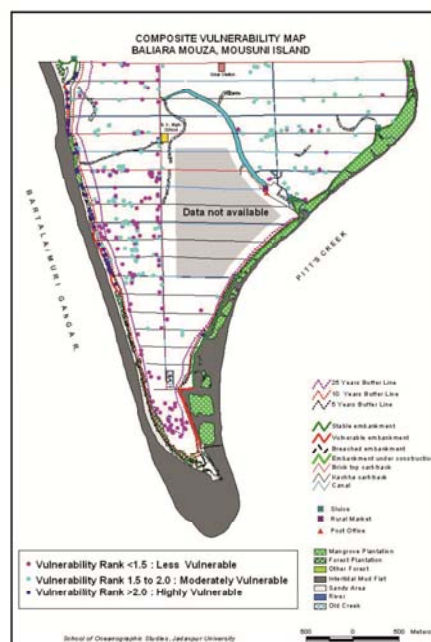 COMPOSITE VULNERABILITY MAP
BALIARA MOUZA, MOUSUNI ISLAND
Data not available
BARTALA/MURI GANGA R.
PITT'S CREEK
25 Years Buffer Line
10 Years Buffer Line
5 Years Buffer Line
Stable embankment
Vulnerable embankment
Breached embankment
Embankment under construction
Brick top earthback
Kachha earthback
Canal
Sluice
Rural Market
Post Office
Mangrove Plantation
Forest Plantation
Other Forest
Intertidal Mud Flat
Sandy Area
River
Old Creek
Vulnerability Rank <1.5 : Less Vulnerable
Vulnerability Rank 1.5 to 2.0 : Moderately Vulnerable
Vulnerability Rank >2.0 : Highly Vulnerable
500 0 500 Meters
School of Oceanographic Studies, Jadavpur University